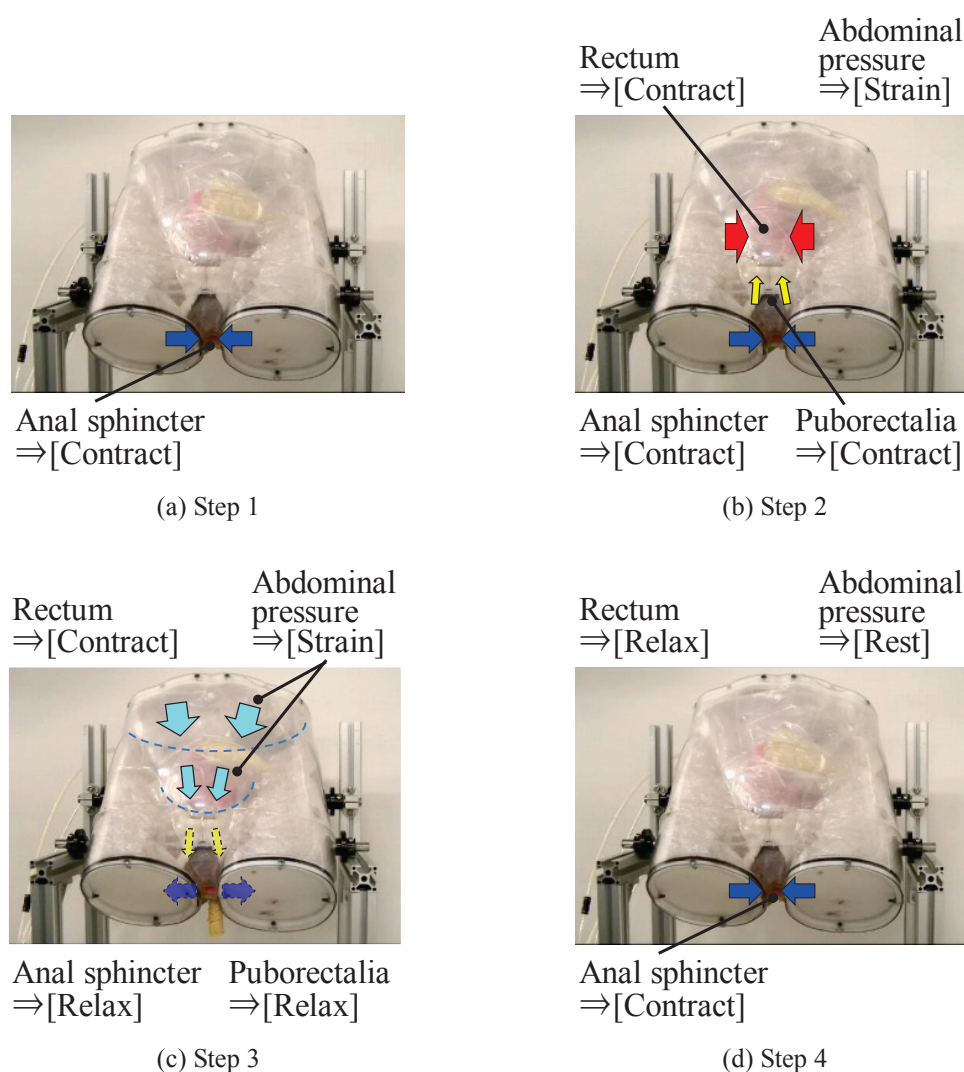 Rectum
⇒[Contract]
Abdominal
pressure
⇒[Strain]
Anal sphincter
⇒[Contract]
(a) Step 1
Anal sphincter
⇒[Contract]
Puborectalia
⇒[Contract]
(b) Step 2
Rectum
⇒[Contract]
Abdominal
pressure
⇒[Strain]
Anal sphincter
⇒[Relax]
Puborectalia
⇒[Relax]
(c) Step 3
Rectum
⇒[Relax]
Abdominal
pressure
⇒[Rest]
Anal sphincter
⇒[Contract]
(d) Step 4